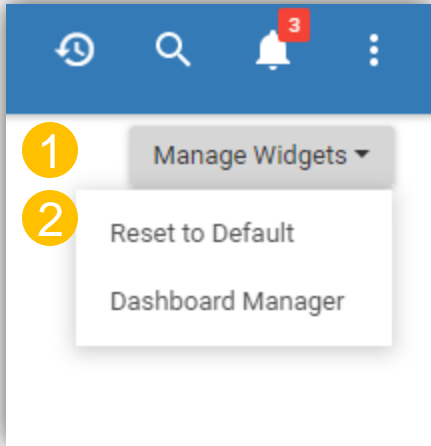 3
1
Manage Widgets
2
Reset to Default
Dashboard Manager